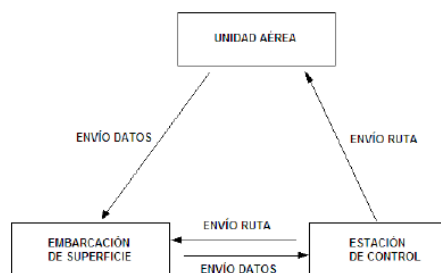 UNIDAD AÉREA
ENVÍO DATOS
ENVÍO RUTA
ENVÍO RUTA
EMBARCACIÓN
DE SUPERFICIE
ESTACIÓN
DE CONTROL
ENVÍO DATOS